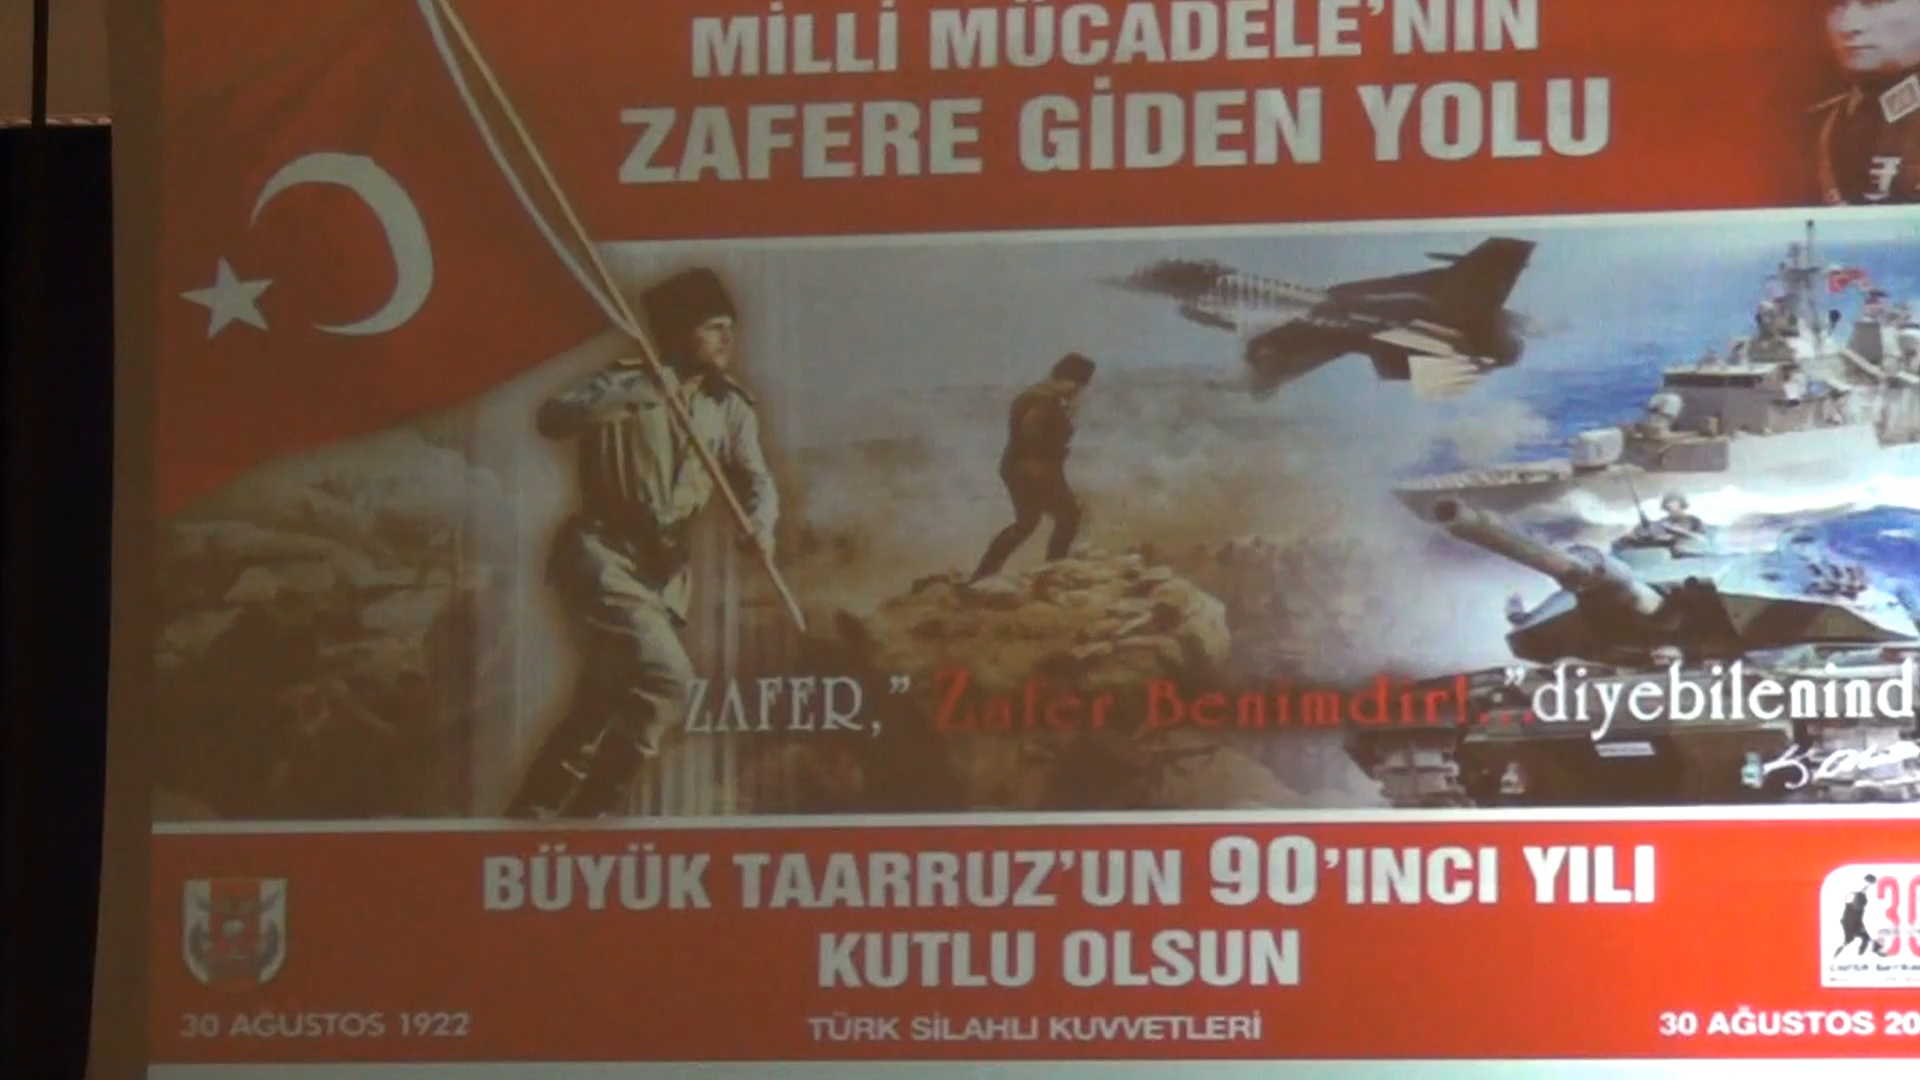 MİLLİ MÜCADELE'NİN
ZAFERE GİDEN YOLU
ZAFER," Zafer Benimdir!..."diyebilenind
BÜYÜK TAARRUZ'UN 90'INCI YILI
KUTLU OLSUN
30 AĞUSTOS 1922
TÜRK SİLAHLI KUVVETLERİ
30 AĞUSTOS 20
30